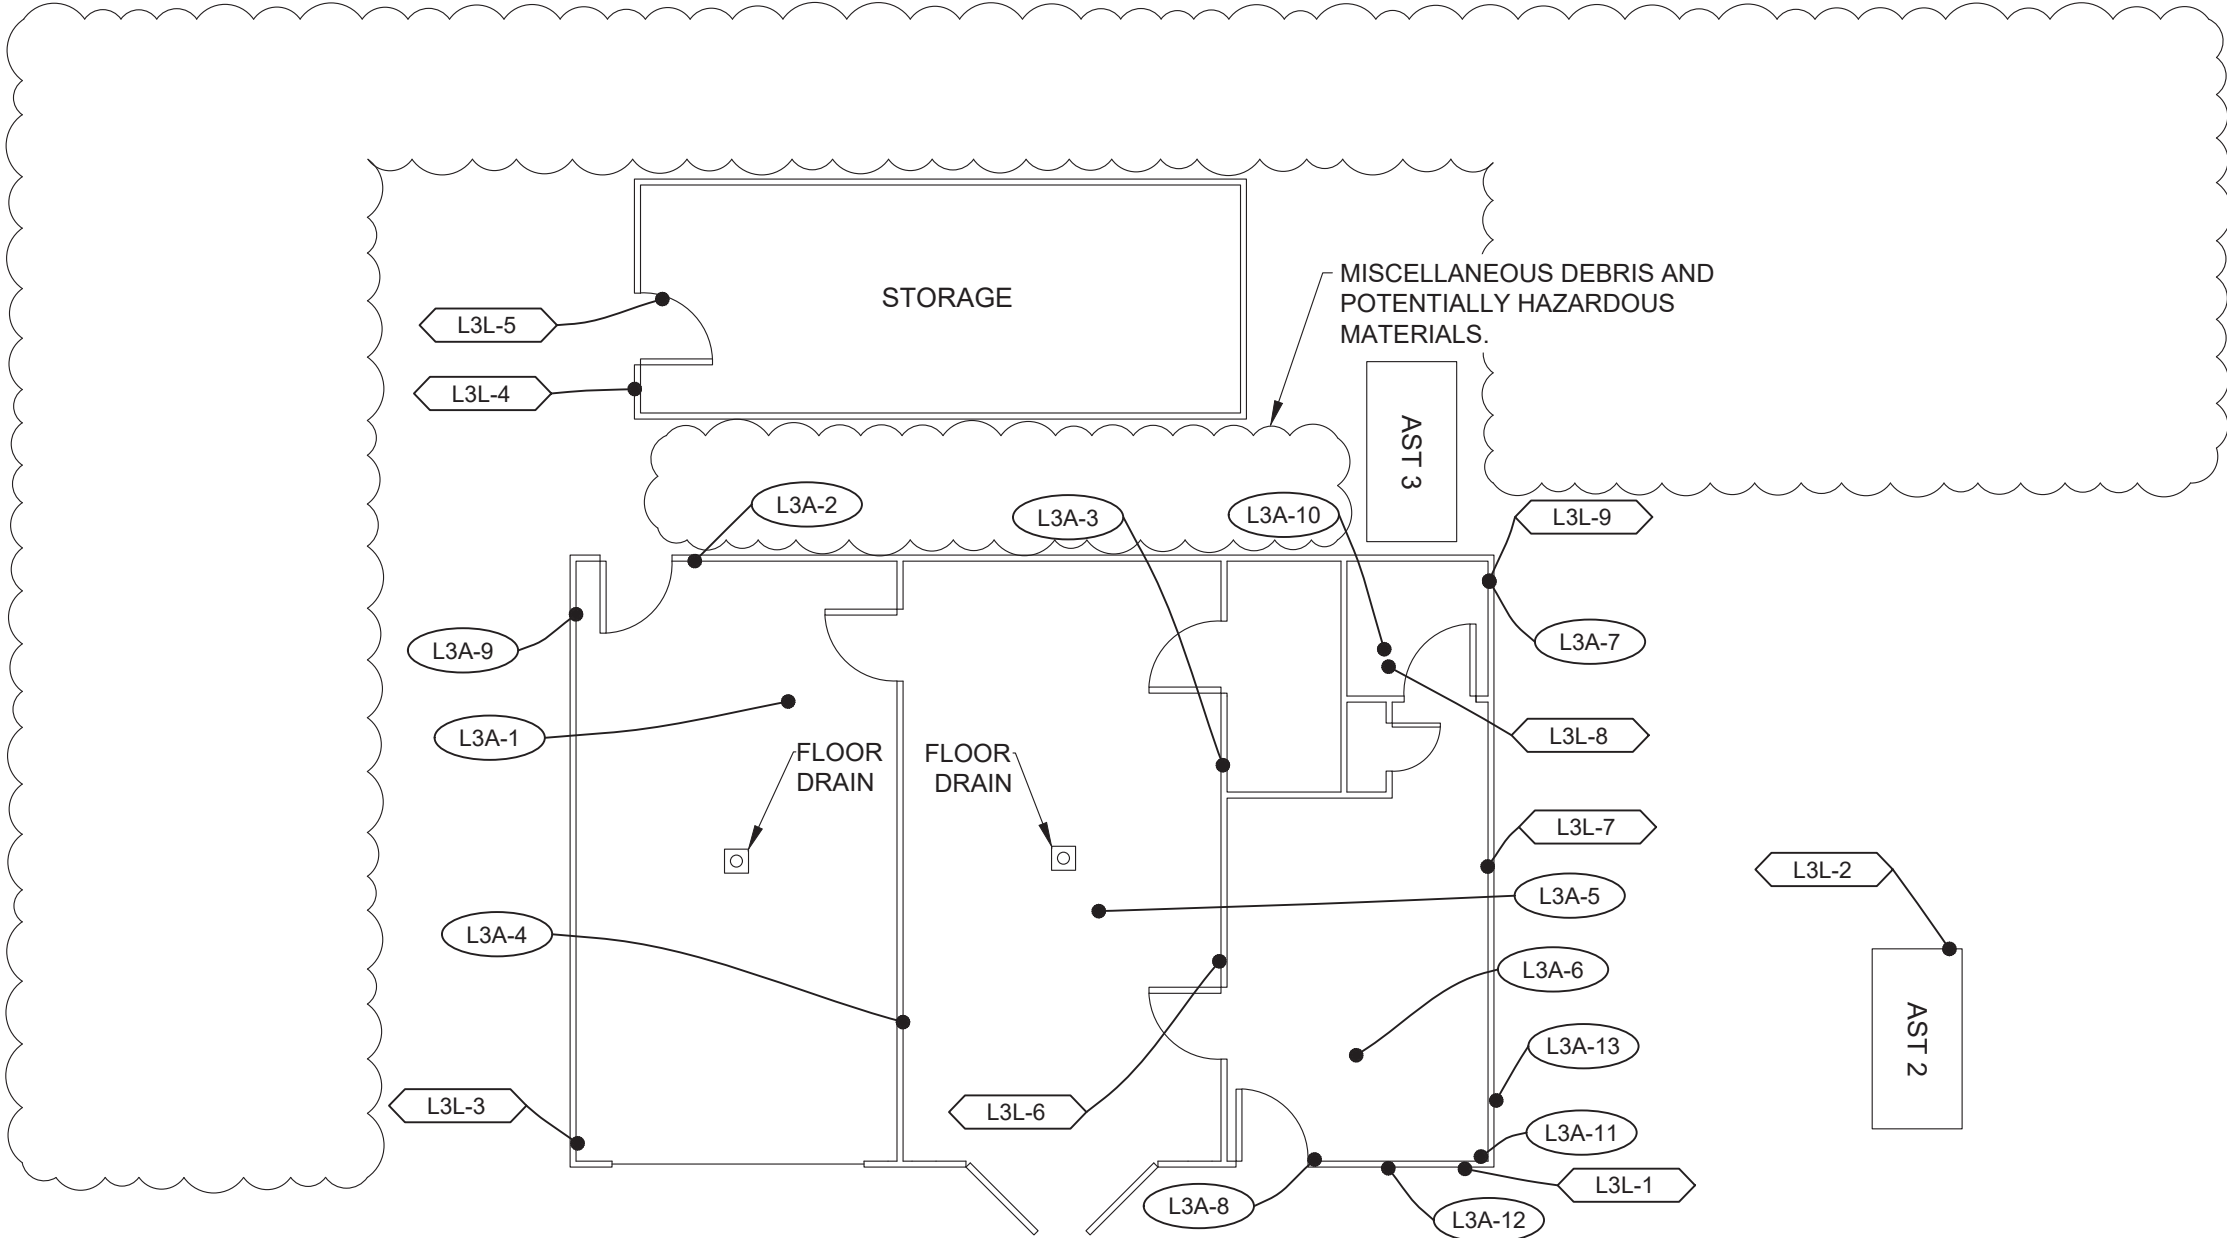 MISCELLANEOUS DEBRIS AND
POTENTIALLY HAZARDOUS
MATERIALS.
STORAGE
L3L-5
L3L-4
AST 3
L3A-2
L3A-3
L3A-10
L3L-9
L3A-9
L3A-7
L3A-1
L3L-8
FLOOR
DRAIN
FLOOR
DRAIN
L3L-7
L3L-2
L3A-5
L3A-4
L3A-6
AST 2
L3A-13
L3L-3
L3L-6
L3A-11
L3L-1
L3A-8
L3A-12